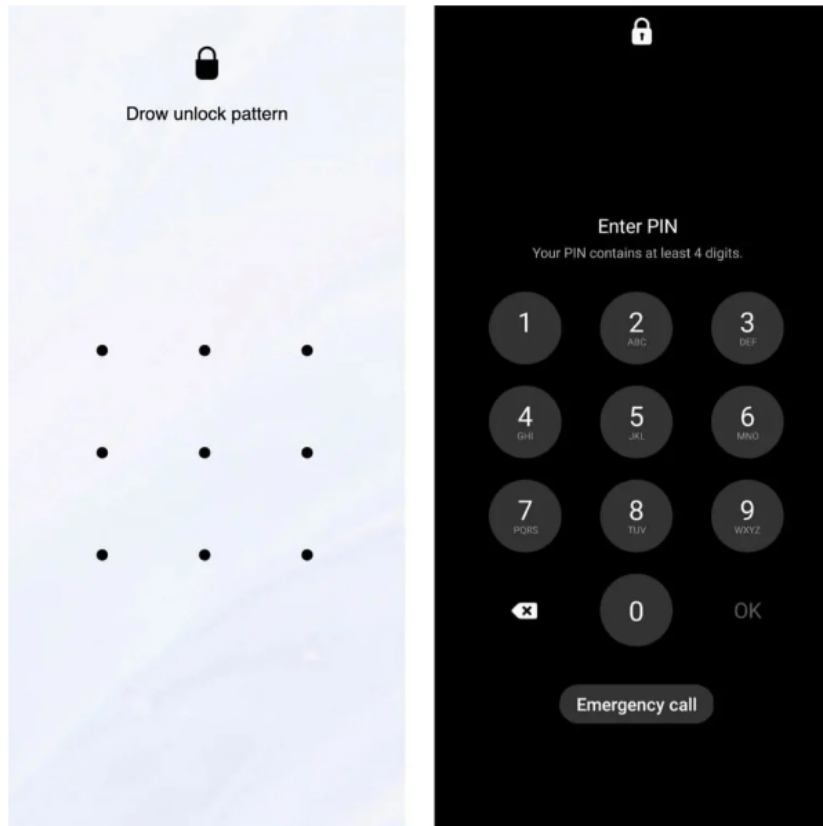 Drow unlock pattern
Enter PIN
Your PIN contains at least 4 digits.
1 2 3
ABC DEF
4 5 6
GHI JKL MNO
7 8 9
PQRS TUV WXYZ
0 OK
Emergency call